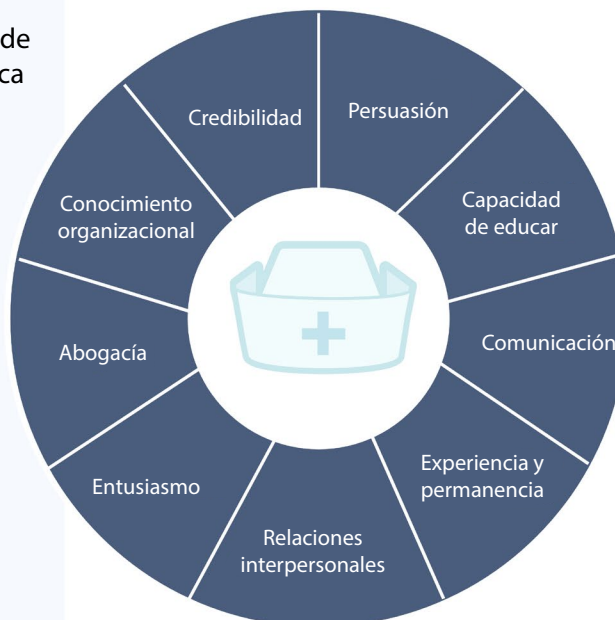 de
ca
Credibilidad
Persuasión
Capacidad
de educar
Comunicación
Experiencia y
permanencia
Relaciones
interpersonales
Entusiasmo
Abogacía
Conocimiento
organizacional